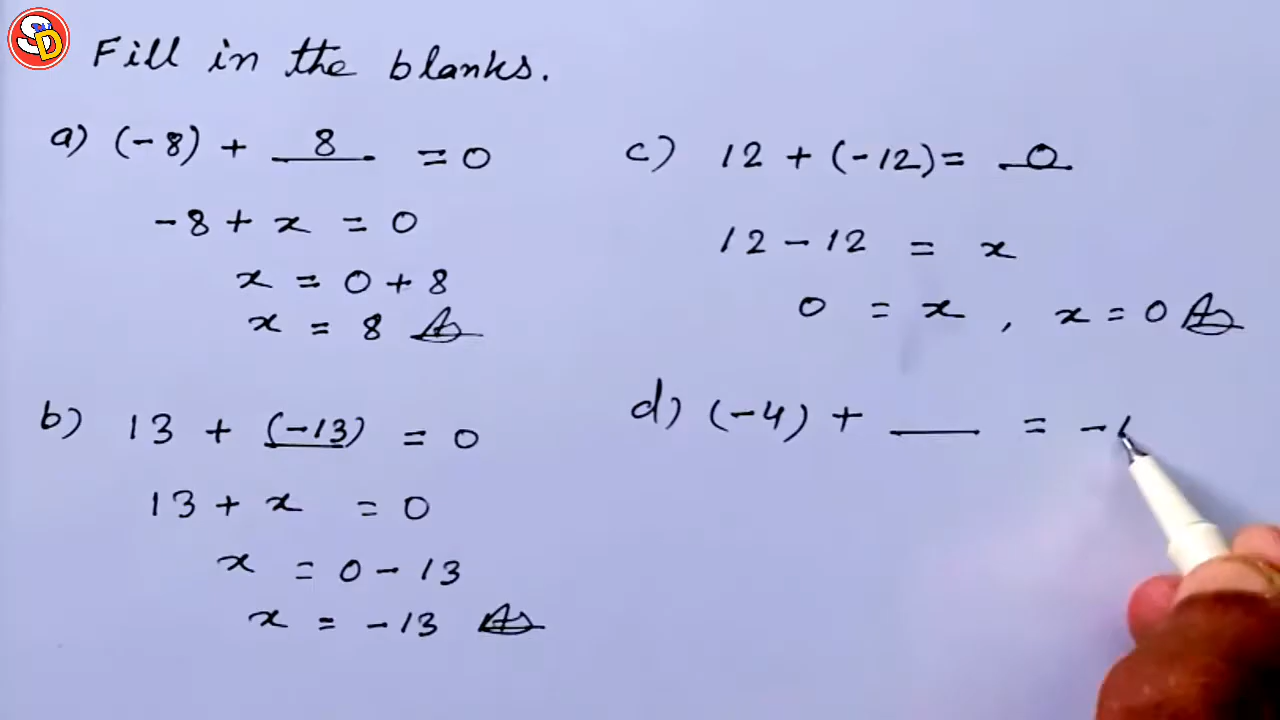 SD
Fill in the blanks.
a) (-8) + 8 = 0
-8 + x = 0
x = 0 + 8
x = 8
b) 13 + (-13) = 0
13 + x = 0
x = 0 - 13
x = -13
c) 12 + (-12) = 0
12 - 12 = x
0 = x , x = 0
d) (-4) + ___ = -